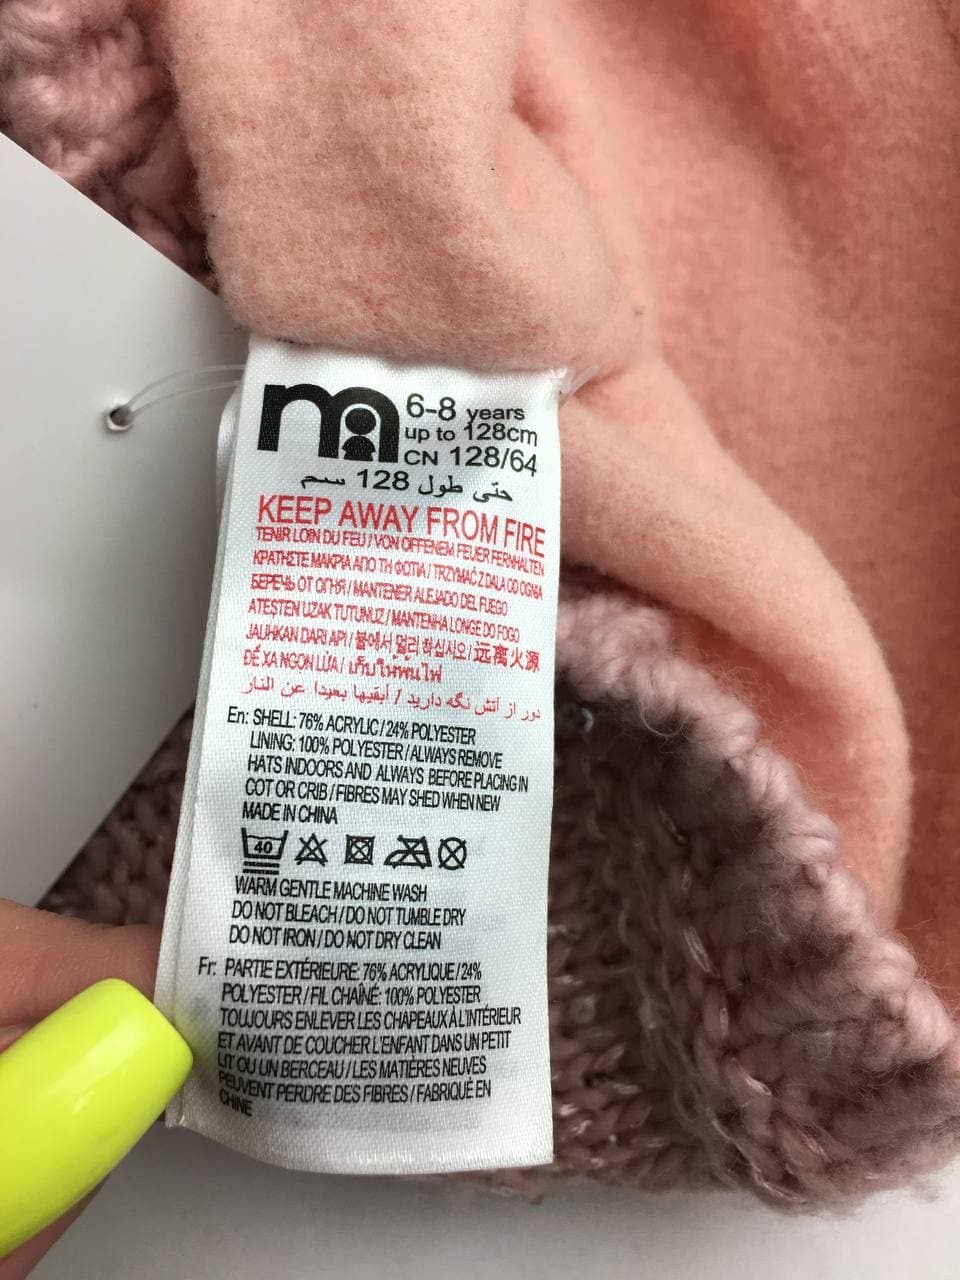 6-8 years
up to 128cm
CN 128/64
حتى طول 128 سم
KEEP AWAY FROM FIRE
TENIR LOIN DU FEU / VON OFFENEM FEUER FERNHALTEN
ΚΡΑΤΗΣΤΕ ΜΑΚΡΙΑ ΑΠΟ ΤΗ ΦΩΤΙΑ / TRZYMAĆ Z DALA OD OGNIA
БЕРЕЧЬ ОТ ОГНЯ / MANTENER ALEJADO DEL FUEGO
ATESTEN UZAK TUTUNUZ / MANTENHA LONGE DO FOGO
JAUHKAN DARI API / 불에서 멀리 하십시오 / 远离火源
ĐỂ XA NGỌN LỬA / เก็บให้พ้นไฟ
دور از آتش نگه دارید / أبقيها بعيدا عن النار
En: SHELL: 76% ACRYLIC / 24% POLYESTER
LINING: 100% POLYESTER / ALWAYS REMOVE
HATS INDOORS AND ALWAYS BEFORE PLACING IN
COT OR CRIB / FIBRES MAY SHED WHEN NEW
MADE IN CHINA
40
WARM GENTLE MACHINE WASH
DO NOT BLEACH / DO NOT TUMBLE DRY
DO NOT IRON / DO NOT DRY CLEAN
Fr: PARTIE EXTÉRIEURE: 76% ACRYLIQUE / 24%
POLYESTER / FIL CHAÎNÉ: 100% POLYESTER
TOUJOURS ENLEVER LES CHAPEAUX À L'INTÉRIEUR
ET AVANT DE COUCHER L'ENFANT DANS UN PETIT
LIT OU UN BERCEAU / LES MATIÈRES NEUVES
PEUVENT PERDRE DES FIBRES / FABRIQUÉ EN
CHINE